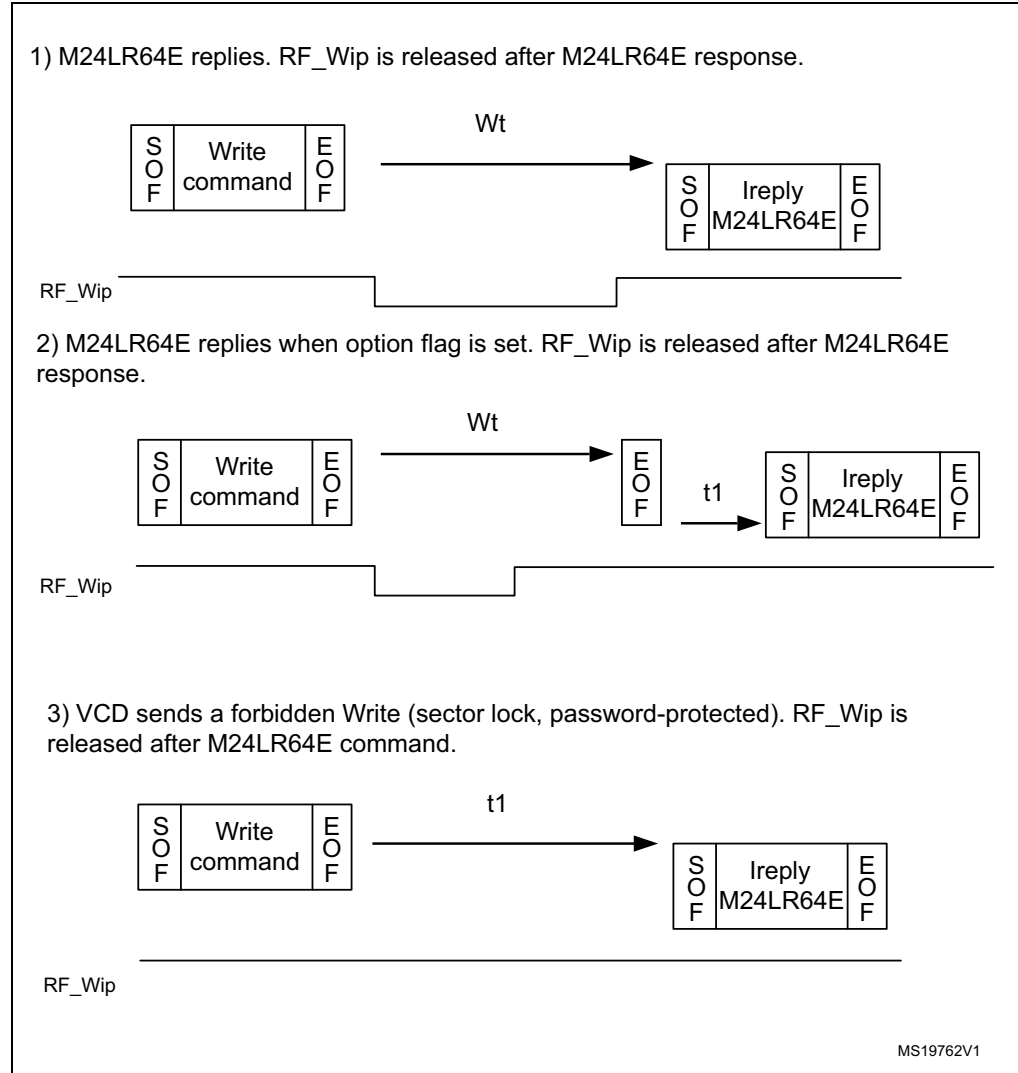 1) M24LR64E replies. RF_Wip is released after M24LR64E response.
Wt
S
O
F
Write
command
E
O
F
S
O
F
Ireply
M24LR64E
E
O
F
RF_Wip
2) M24LR64E replies when option flag is set. RF_Wip is released after M24LR64E
response.
Wt
S
O
F
Write
command
E
O
F
E
O
F
t1
S
O
F
Ireply
M24LR64E
E
O
F
RF_Wip
3) VCD sends a forbidden Write (sector lock, password-protected). RF_Wip is
released after M24LR64E command.
t1
S
O
F
Write
command
E
O
F
S
O
F
Ireply
M24LR64E
E
O
F
RF_Wip
MS19762V1